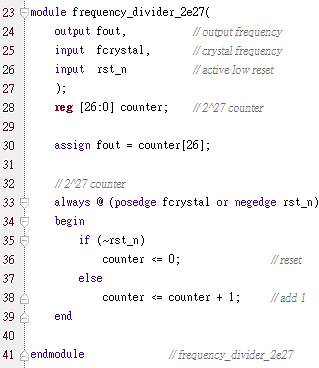 23 module frequency_divider_2e27(
24 output fout, // output frequency
25 input fcrystal, // crystal frequency
26 input rst_n // active low reset
27 );
28 reg [26:0] counter; // 2^27 counter
29
30 assign fout = counter[26];
31
32 // 2^27 counter
33 always @ (posedge fcrystal or negedge rst_n)
34 begin
35 if (~rst_n)
36 counter <= 0; // reset
37 else
38 counter <= counter + 1; // add 1
39 end
40
41 endmodule // frequency_divider_2e27